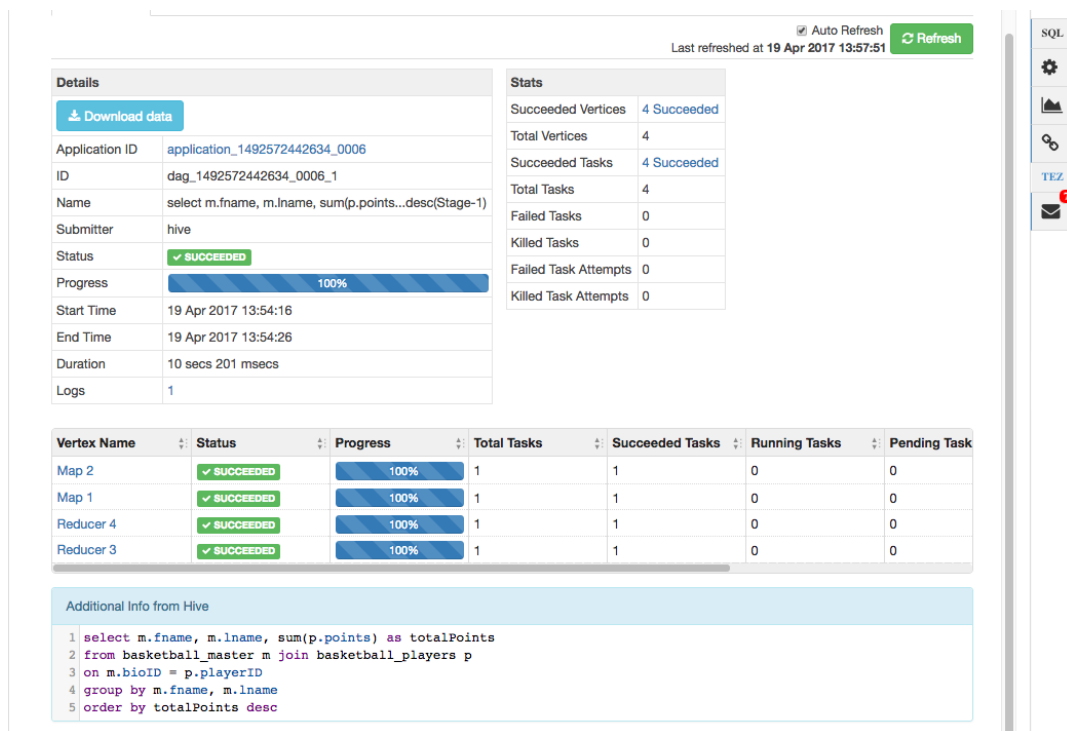 Auto Refresh
Last refreshed at 19 Apr 2017 13:57:51
Refresh
SQL
TEZ
Details
Download data
Application ID application_1492572442634_0006
ID dag_1492572442634_0006_1
Name select m.fname, m.lname, sum(p.points...desc(Stage-1)
Submitter hive
Status SUCCEEDED
Progress 100%
Start Time 19 Apr 2017 13:54:16
End Time 19 Apr 2017 13:54:26
Duration 10 secs 201 msecs
Logs 1
Stats
Succeeded Vertices 4 Succeeded
Total Vertices 4
Succeeded Tasks 4 Succeeded
Total Tasks 4
Failed Tasks 0
Killed Tasks 0
Failed Task Attempts 0
Killed Task Attempts 0
Vertex Name Status Progress Total Tasks Succeeded Tasks Running Tasks Pending Task
Map 2 SUCCEEDED 100% 1 1 0 0
Map 1 SUCCEEDED 100% 1 1 0 0
Reducer 4 SUCCEEDED 100% 1 1 0 0
Reducer 3 SUCCEEDED 100% 1 1 0 0
Additional Info from Hive
1 select m.fname, m.lname, sum(p.points) as totalPoints
2 from basketball_master m join basketball_players p
3 on m.bioID = p.playerID
4 group by m.fname, m.lname
5 order by totalPoints desc